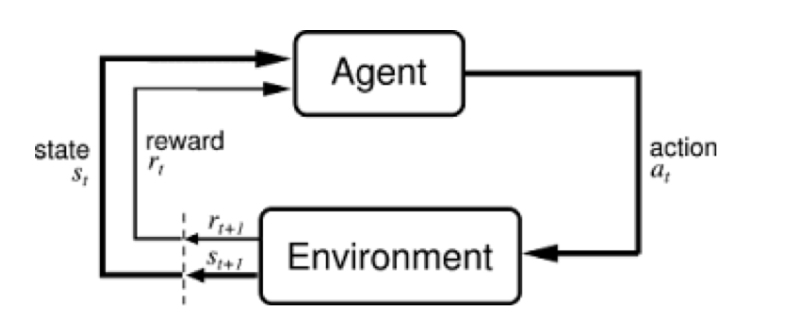 Agent
state
s_t
reward
r_t
action
a_t
r_{t+1}
s_{t+1}
Environment